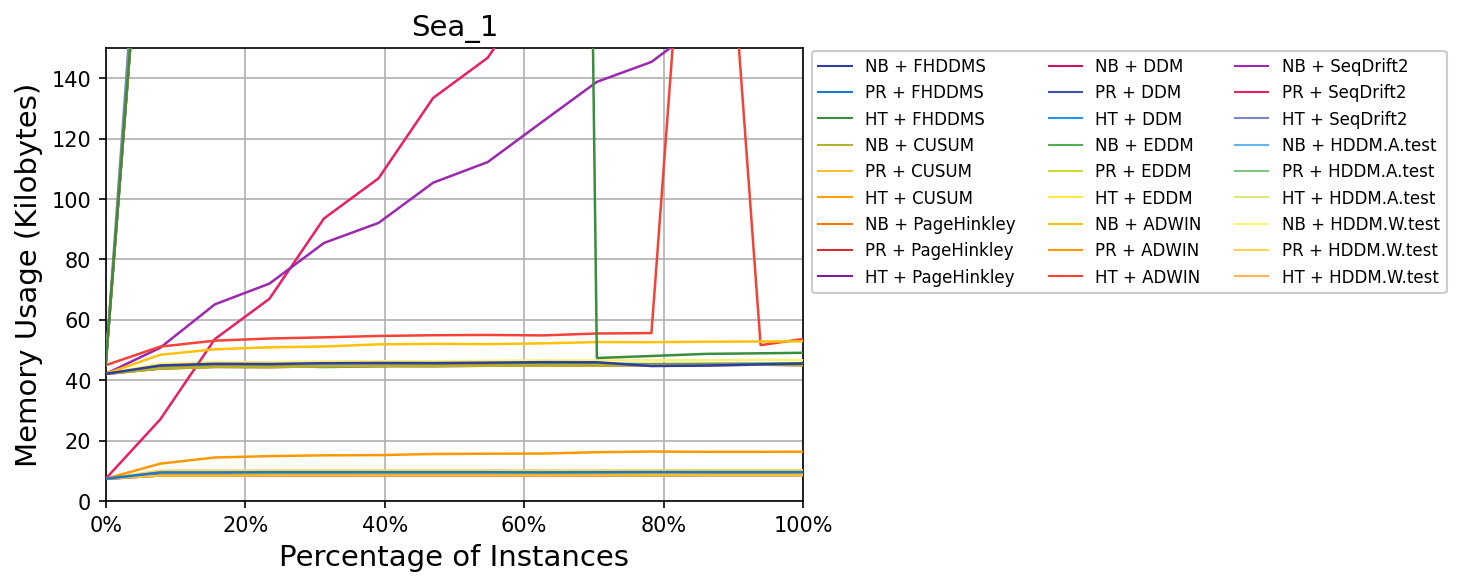 Sea_1
Memory Usage (Kilobytes)
140
120
100
80
60
40
20
0
0%
20%
40%
60%
80%
100%
Percentage of Instances
NB + FHDDMS
PR + FHDDMS
HT + FHDDMS
NB + CUSUM
PR + CUSUM
HT + CUSUM
NB + PageHinkley
PR + PageHinkley
HT + PageHinkley
NB + DDM
PR + DDM
HT + DDM
NB + EDDM
PR + EDDM
HT + EDDM
NB + ADWIN
PR + ADWIN
HT + ADWIN
NB + SeqDrift2
PR + SeqDrift2
HT + SeqDrift2
NB + HDDM.A.test
PR + HDDM.A.test
HT + HDDM.A.test
NB + HDDM.W.test
PR + HDDM.W.test
HT + HDDM.W.test